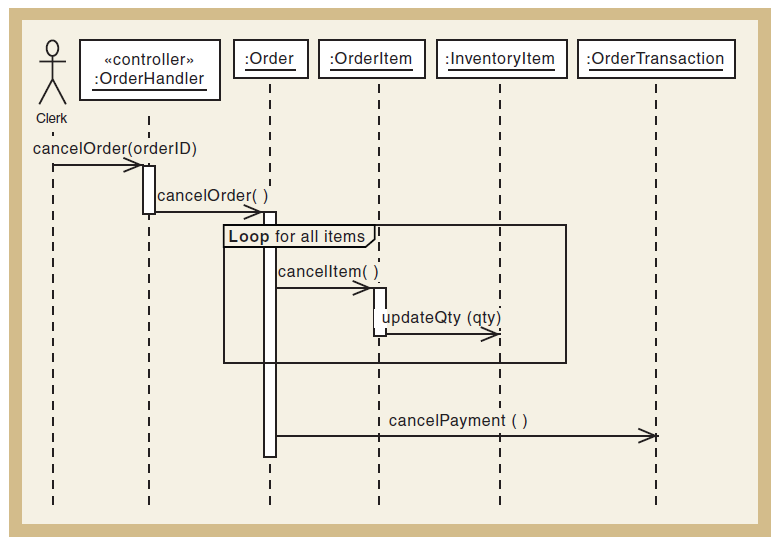 «controller»
:OrderHandler
:Order
:OrderItem
:InventoryItem
:OrderTransaction
Clerk
cancelOrder(orderID)
cancelOrder( )
Loop for all items
cancelItem( )
updateQty (qty)
cancelPayment ( )